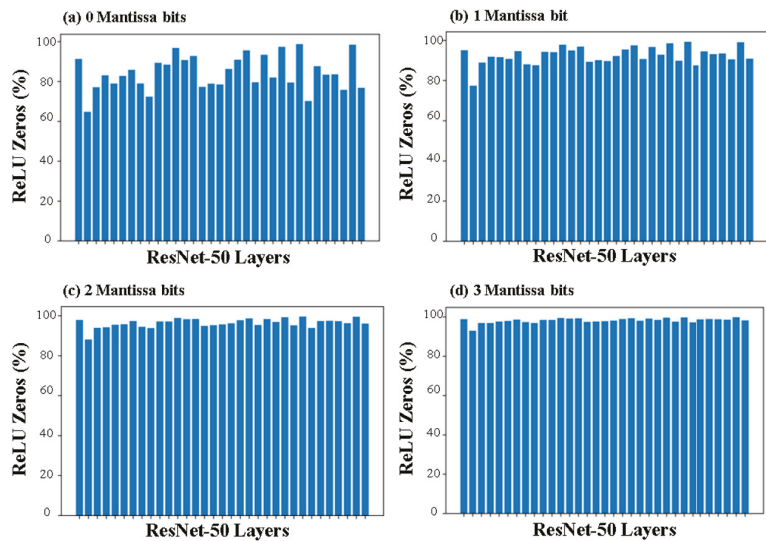 (a) 0 Mantissa bits
ReLU Zeros (%)
100
80
60
40
20
0
ResNet-50 Layers
(b) 1 Mantissa bit
ReLU Zeros (%)
100
80
60
40
20
0
ResNet-50 Layers
(c) 2 Mantissa bits
ReLU Zeros (%)
100
80
60
40
20
0
ResNet-50 Layers
(d) 3 Mantissa bits
ReLU Zeros (%)
100
80
60
40
20
0
ResNet-50 Layers